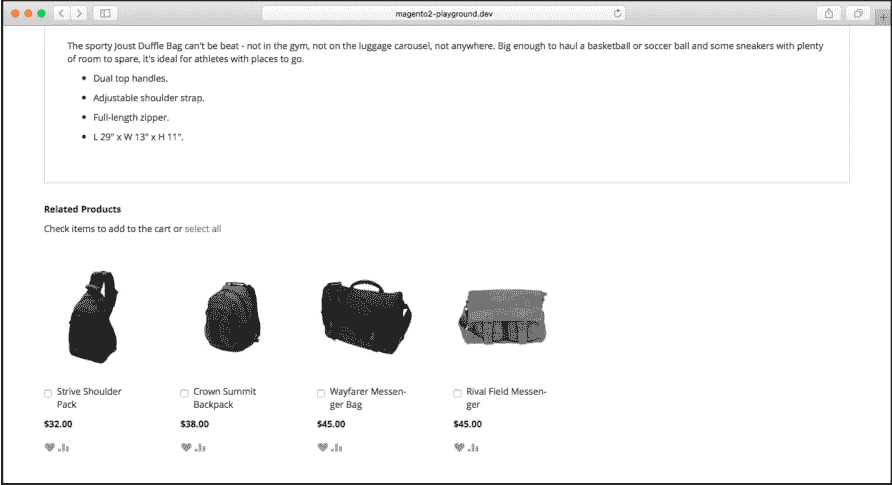 magento2-playground.dev
The sporty Joust Duffle Bag can't be beat - not in the gym, not on the luggage carousel, not anywhere. Big enough to haul a basketball or soccer ball and some sneakers with plenty
of room to spare, it's ideal for athletes with places to go.
• Dual top handles.
• Adjustable shoulder strap.
• Full-length zipper.
• L 29" x W 13" x H 11".
Related Products
Check items to add to the cart or select all
Strive Shoulder
Pack
$32.00
Crown Summit
Backpack
$38.00
Wayfarer Messen-
ger Bag
$45.00
Rival Field Messen-
ger
$45.00